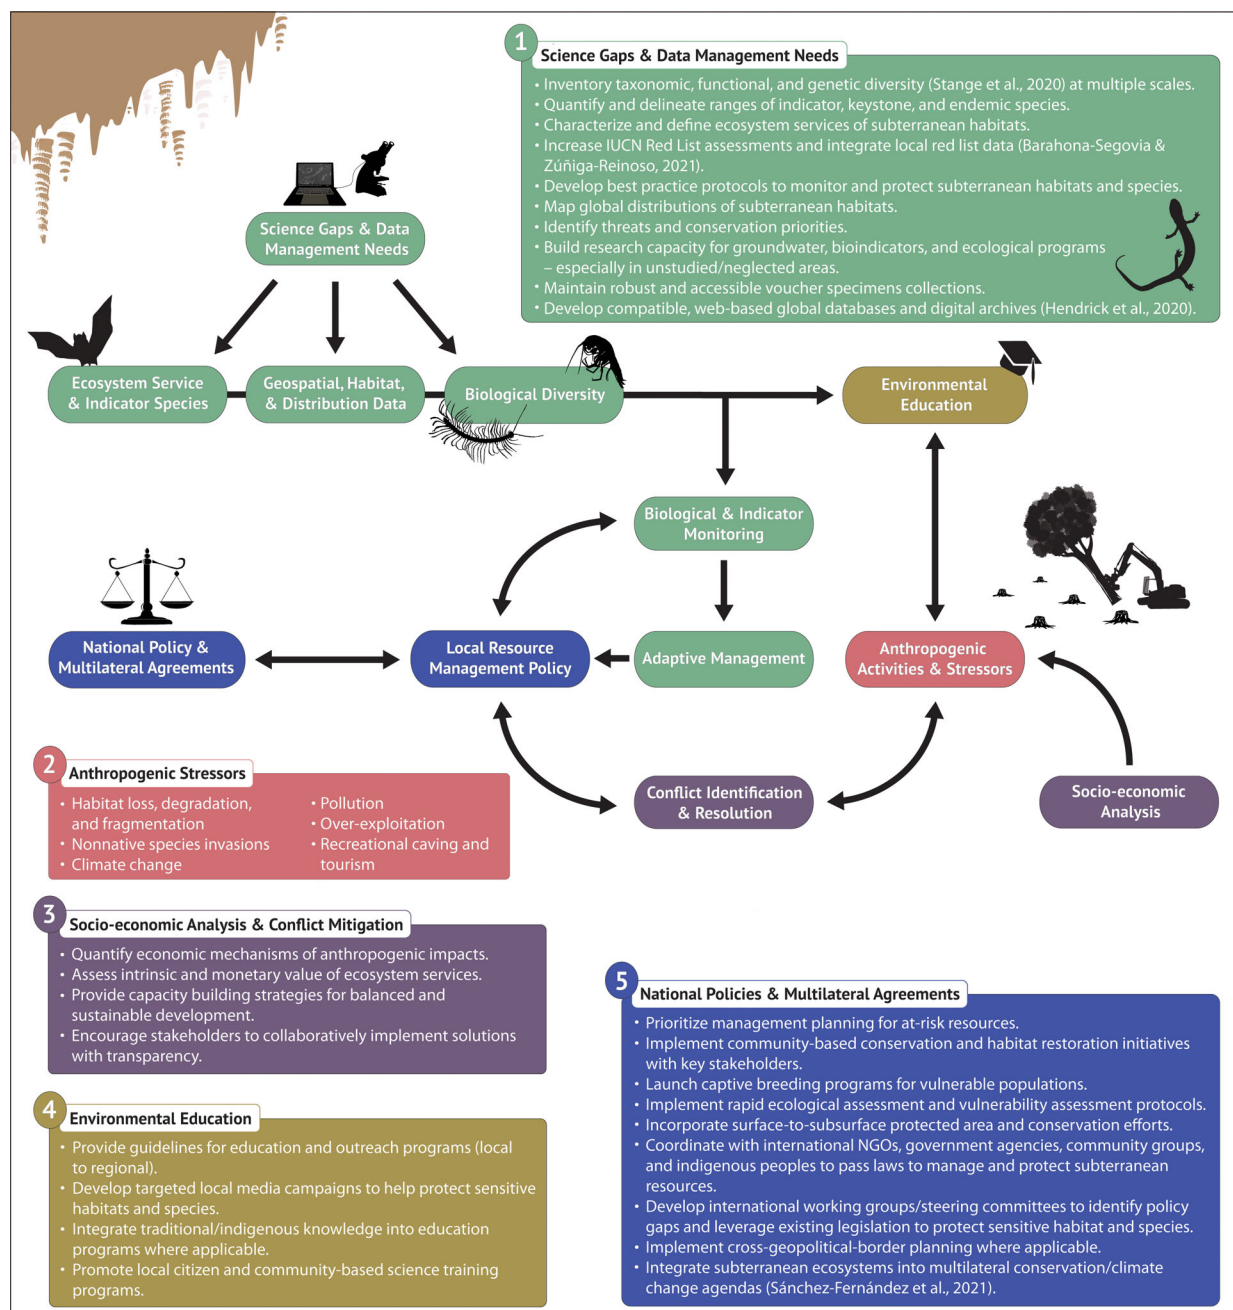 1
Science Gaps & Data Management Needs
• Inventory taxonomic, functional, and genetic diversity (Stange et al., 2020) at multiple scales.
• Quantify and delineate ranges of indicator, keystone, and endemic species.
• Characterize and define ecosystem services of subterranean habitats.
• Increase IUCN Red List assessments and integrate local red list data (Barahona-Segovia &
Zúñiga-Reinoso, 2021).
• Develop best practice protocols to monitor and protect subterranean habitats and species.
• Map global distributions of subterranean habitats.
• Identify threats and conservation priorities.
• Build research capacity for groundwater, bioindicators, and ecological programs
– especially in unstudied/neglected areas.
• Maintain robust and accessible voucher specimens collections.
• Develop compatible, web-based global databases and digital archives (Hendrick et al., 2020).
Science Gaps & Data
Management Needs
Ecosystem Service
& Indicator Species
Geospatial, Habitat,
& Distribution Data
Biological Diversity
Environmental
Education
Biological & Indicator
Monitoring
National Policy &
Multilateral Agreements
Local Resource
Management Policy
Adaptive Management
Anthropogenic
Activities & Stressors
Conflict Identification
& Resolution
Socio-economic
Analysis
2
Anthropogenic Stressors
• Habitat loss, degradation,
and fragmentation
• Nonnative species invasions
• Climate change
• Pollution
• Over-exploitation
• Recreational caving and
tourism
3
Socio-economic Analysis & Conflict Mitigation
• Quantify economic mechanisms of anthropogenic impacts.
• Assess intrinsic and monetary value of ecosystem services.
• Provide capacity building strategies for balanced and
sustainable development.
• Encourage stakeholders to collaboratively implement solutions
with transparency.
4
Environmental Education
• Provide guidelines for education and outreach programs (local
to regional).
• Develop targeted local media campaigns to help protect sensitive
habitats and species.
• Integrate traditional/indigenous knowledge into education
programs where applicable.
• Promote local citizen and community-based science training
programs.
5
National Policies & Multilateral Agreements
• Prioritize management planning for at-risk resources.
• Implement community-based conservation and habitat restoration initiatives
with key stakeholders.
• Launch captive breeding programs for vulnerable populations.
• Implement rapid ecological assessment and vulnerability assessment protocols.
• Incorporate surface-to-subsurface protected area and conservation efforts.
• Coordinate with international NGOs, government agencies, community groups,
and indigenous peoples to pass laws to manage and protect subterranean
resources.
• Develop international working groups/steering committees to identify policy
gaps and leverage existing legislation to protect sensitive habitat and species.
• Implement cross-geopolitical-border planning where applicable.
• Integrate subterranean ecosystems into multilateral conservation/climate
change agendas (Sánchez-Fernández et al., 2021).